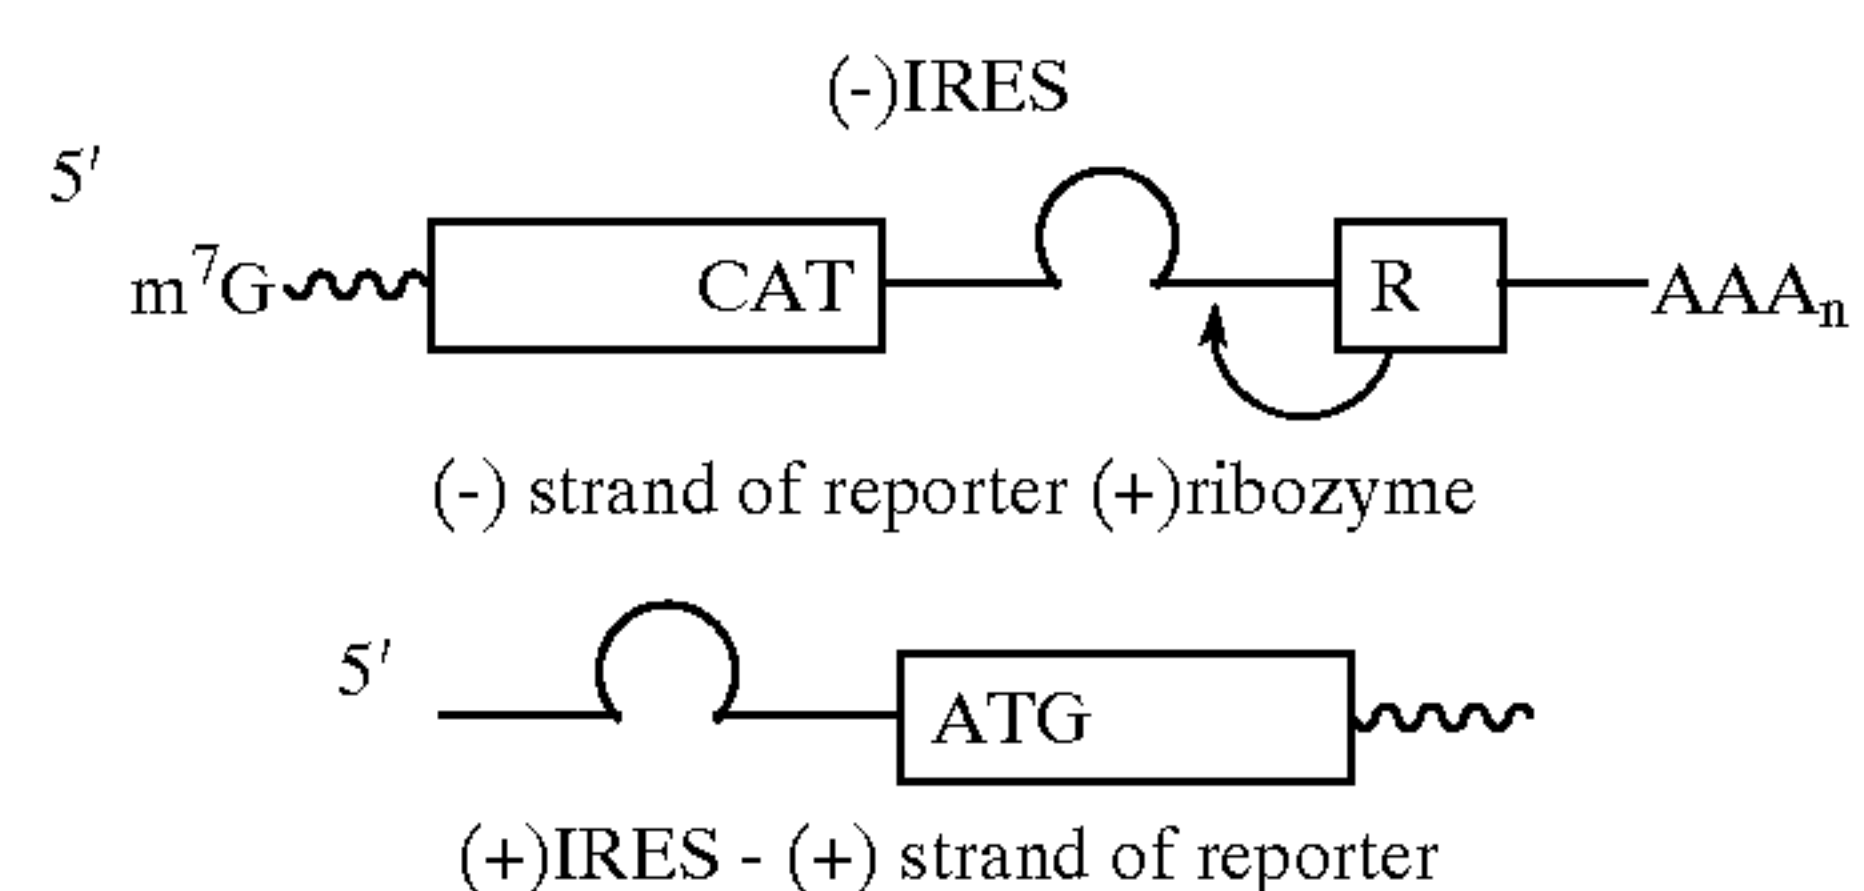 (-)IRES
5′
m⁷G CAT R AAAₙ
(-) strand of reporter (+)ribozyme
5′
ATG
(+)IRES - (+) strand of reporter